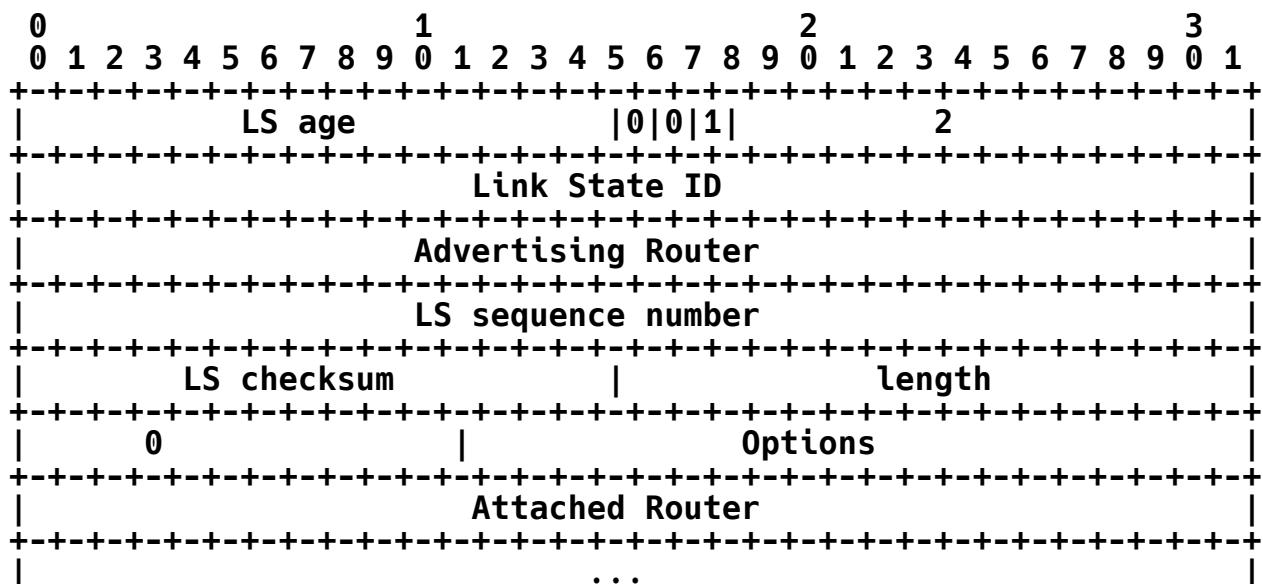 0                   1                   2                   3
 0 1 2 3 4 5 6 7 8 9 0 1 2 3 4 5 6 7 8 9 0 1 2 3 4 5 6 7 8 9 0 1
+-+-+-+-+-+-+-+-+-+-+-+-+-+-+-+-+-+-+-+-+-+-+-+-+-+-+-+-+-+-+-+-+
|           LS age             |0|0|1|          2               |
+-+-+-+-+-+-+-+-+-+-+-+-+-+-+-+-+-+-+-+-+-+-+-+-+-+-+-+-+-+-+-+-+
|                       Link State ID                           |
+-+-+-+-+-+-+-+-+-+-+-+-+-+-+-+-+-+-+-+-+-+-+-+-+-+-+-+-+-+-+-+-+
|                    Advertising Router                         |
+-+-+-+-+-+-+-+-+-+-+-+-+-+-+-+-+-+-+-+-+-+-+-+-+-+-+-+-+-+-+-+-+
|                    LS sequence number                         |
+-+-+-+-+-+-+-+-+-+-+-+-+-+-+-+-+-+-+-+-+-+-+-+-+-+-+-+-+-+-+-+-+
|        LS checksum           |             length             |
+-+-+-+-+-+-+-+-+-+-+-+-+-+-+-+-+-+-+-+-+-+-+-+-+-+-+-+-+-+-+-+-+
|      0               |              Options                   |
+-+-+-+-+-+-+-+-+-+-+-+-+-+-+-+-+-+-+-+-+-+-+-+-+-+-+-+-+-+-+-+-+
|                       Attached Router                         |
+-+-+-+-+-+-+-+-+-+-+-+-+-+-+-+-+-+-+-+-+-+-+-+-+-+-+-+-+-+-+-+-+
|                             ...                               |